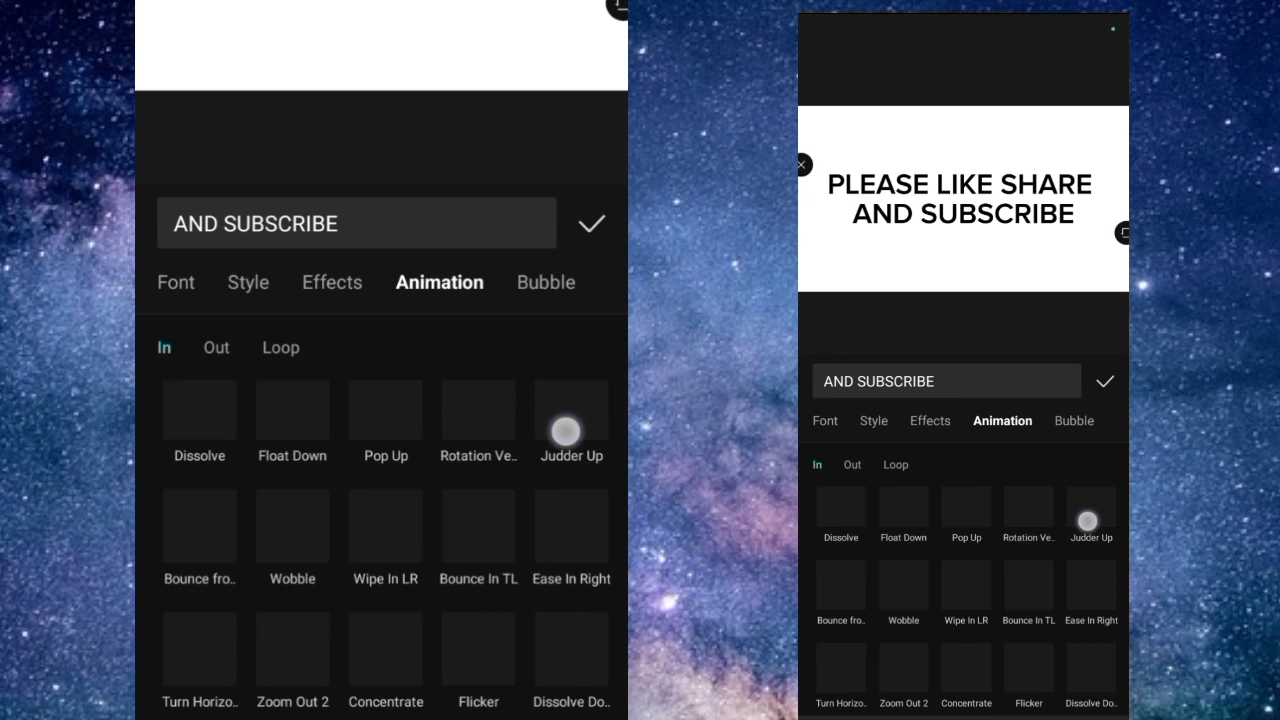 AND SUBSCRIBE
Font Style Effects Animation Bubble
In Out Loop
Dissolve Float Down Pop Up Rotation Ve.. Judder Up
Bounce fro.. Wobble Wipe In LR Bounce In TL Ease In Right
Turn Horizo.. Zoom Out 2 Concentrate Flicker Dissolve Do..
PLEASE LIKE SHARE
AND SUBSCRIBE
AND SUBSCRIBE
Font Style Effects Animation Bubble
In Out Loop
Dissolve Float Down Pop Up Rotation Ve.. Judder Up
Bounce fro.. Wobble Wipe In LR Bounce In TL Ease In Right
Turn Horizo.. Zoom Out 2 Concentrate Flicker Dissolve Do..